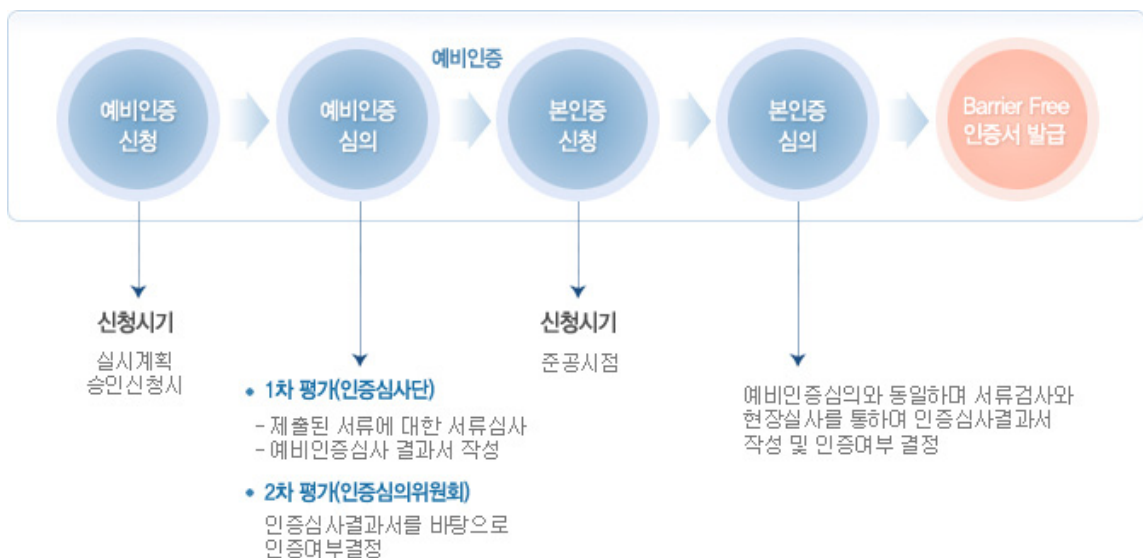 예비인증
예비인증
신청
예비인증
심의
본인증
신청
본인증
심의
Barrier Free
인증서 발급
신청시기
실시계획
승인신청시
• 1차 평가(인증심사단)
- 제출된 서류에 대한 서류심사
- 예비인증심사 결과서 작성
• 2차 평가(인증심의위원회)
인증심사결과서를 바탕으로
인증여부결정
신청시기
준공시점
예비인증심의와 동일하며 서류검사와
현장실사를 통하여 인증심사결과서
작성 및 인증여부 결정